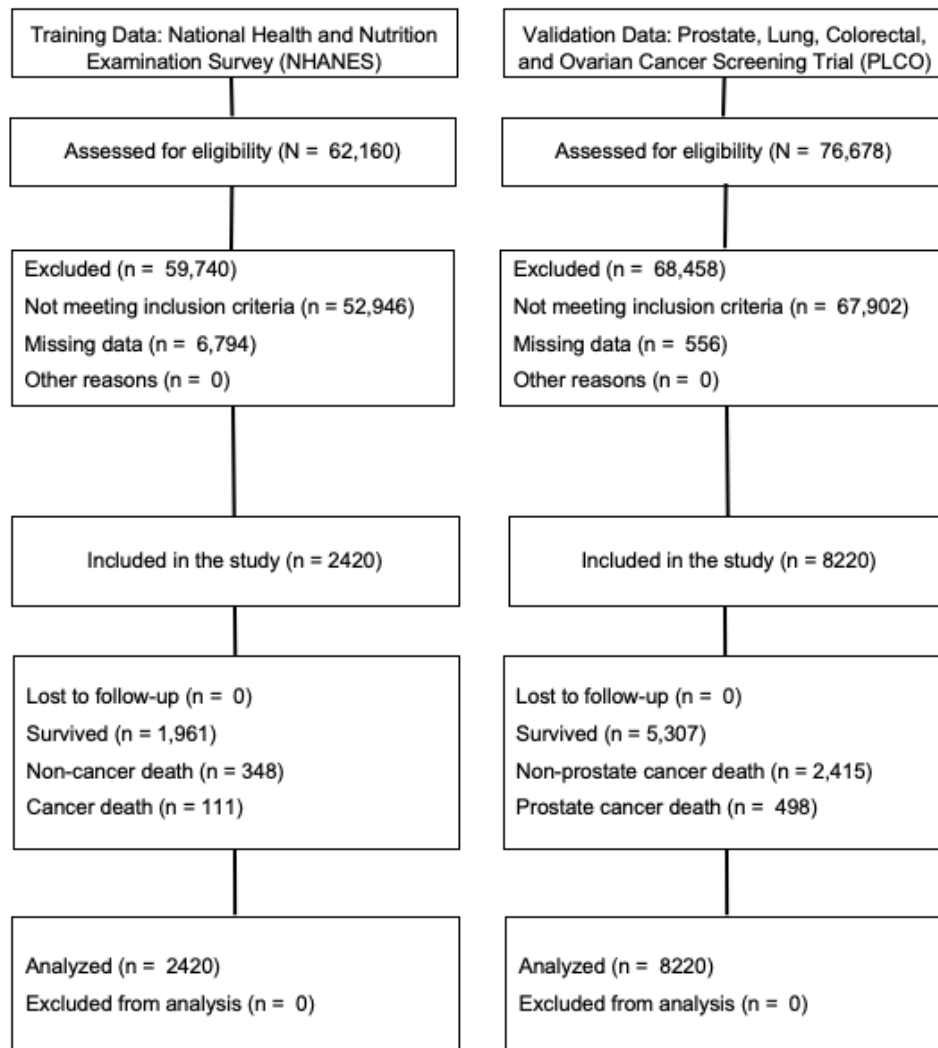 Training Data: National Health and Nutrition
Examination Survey (NHANES)
Assessed for eligibility (N = 62,160)
Excluded (n = 59,740)
Not meeting inclusion criteria (n = 52,946)
Missing data (n = 6,794)
Other reasons (n = 0)
Included in the study (n = 2420)
Lost to follow-up (n = 0)
Survived (n = 1,961)
Non-cancer death (n = 348)
Cancer death (n = 111)
Analyzed (n = 2420)
Excluded from analysis (n = 0)
Validation Data: Prostate, Lung, Colorectal,
and Ovarian Cancer Screening Trial (PLCO)
Assessed for eligibility (N = 76,678)
Excluded (n = 68,458)
Not meeting inclusion criteria (n = 67,902)
Missing data (n = 556)
Other reasons (n = 0)
Included in the study (n = 8220)
Lost to follow-up (n = 0)
Survived (n = 5,307)
Non-prostate cancer death (n = 2,415)
Prostate cancer death (n = 498)
Analyzed (n = 8220)
Excluded from analysis (n = 0)